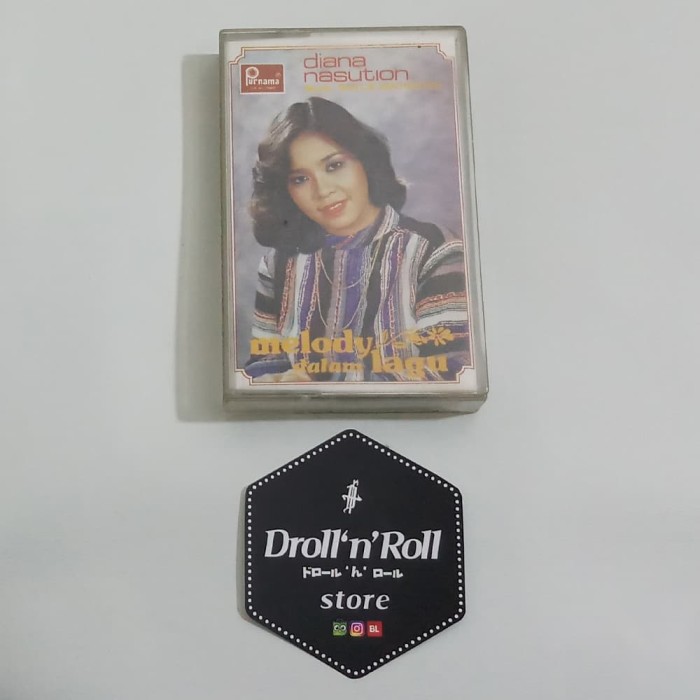 Purnama
diana
nasution
melody
dalam lagu
Droll'n'Roll
ドロール 'ん' ロール
store
BL